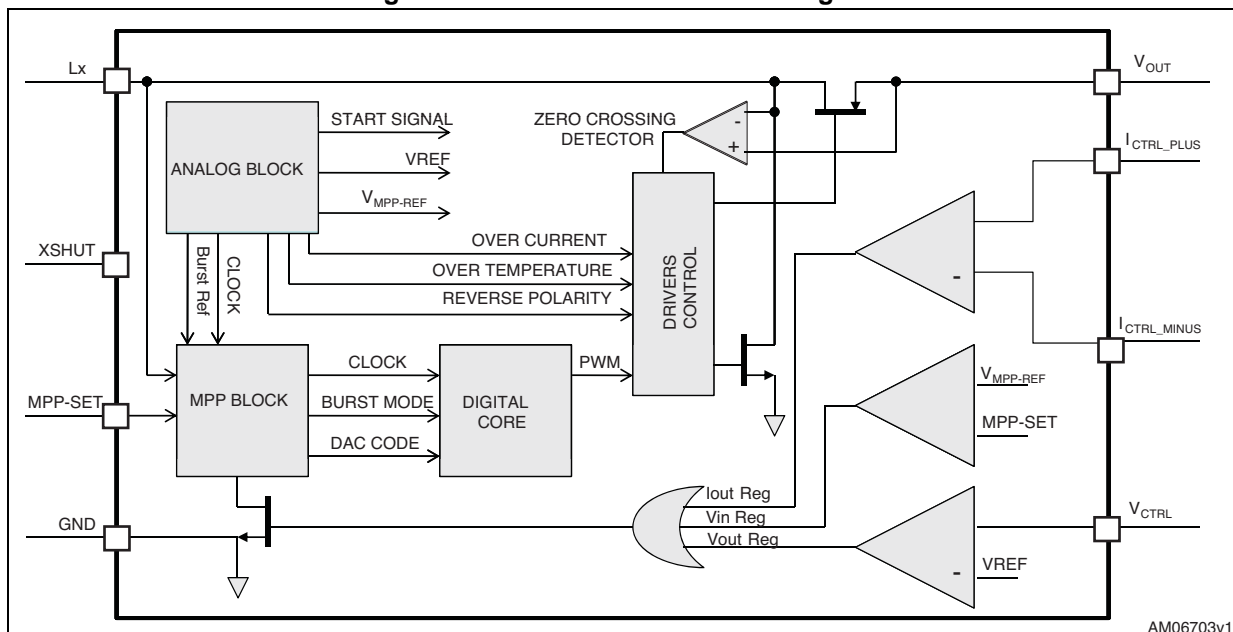 Lx
VOUT
START SIGNAL
ZERO CROSSING
DETECTOR
-
+
ICTRL_PLUS
VREF
ANALOG BLOCK
VMPP-REF
XSHUT
Burst Ref
CLOCK
OVER CURRENT
OVER TEMPERATURE
REVERSE POLARITY
DRIVERS
CONTROL
-
ICTRL_MINUS
MPP-SET
MPP BLOCK
CLOCK
BURST MODE
DAC CODE
DIGITAL
CORE
PWM
VMPP-REF
MPP-SET
GND
Iout Reg
Vin Reg
Vout Reg
VCTRL
VREF
-
AM06703v1